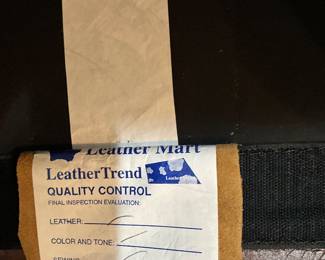 Leather Mart
LeatherTrend
QUALITY CONTROL
FINAL INSPECTION EVALUATION:
LEATHER:
COLOR AND TONE: